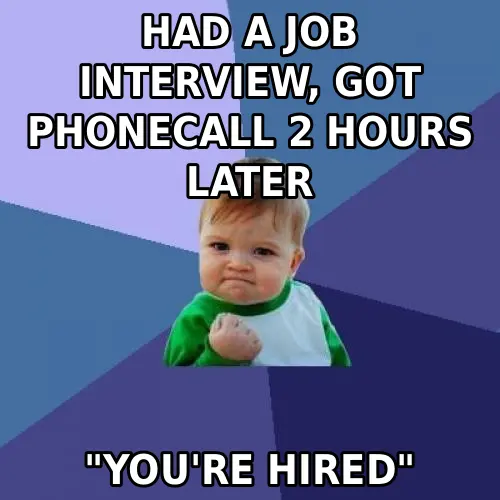 HAD A JOB
INTERVIEW, GOT
PHONECALL 2 HOURS
LATER
"YOU'RE HIRED"